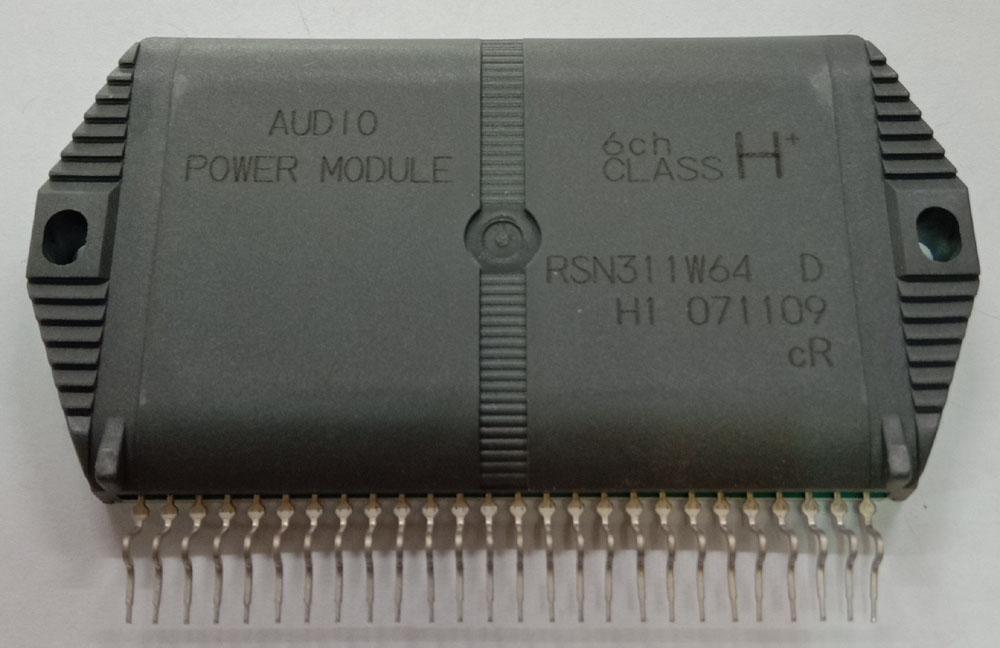 AUDIO
POWER MODULE
6ch
CLASS H+
RSN311W64 D
H1 071109
cR